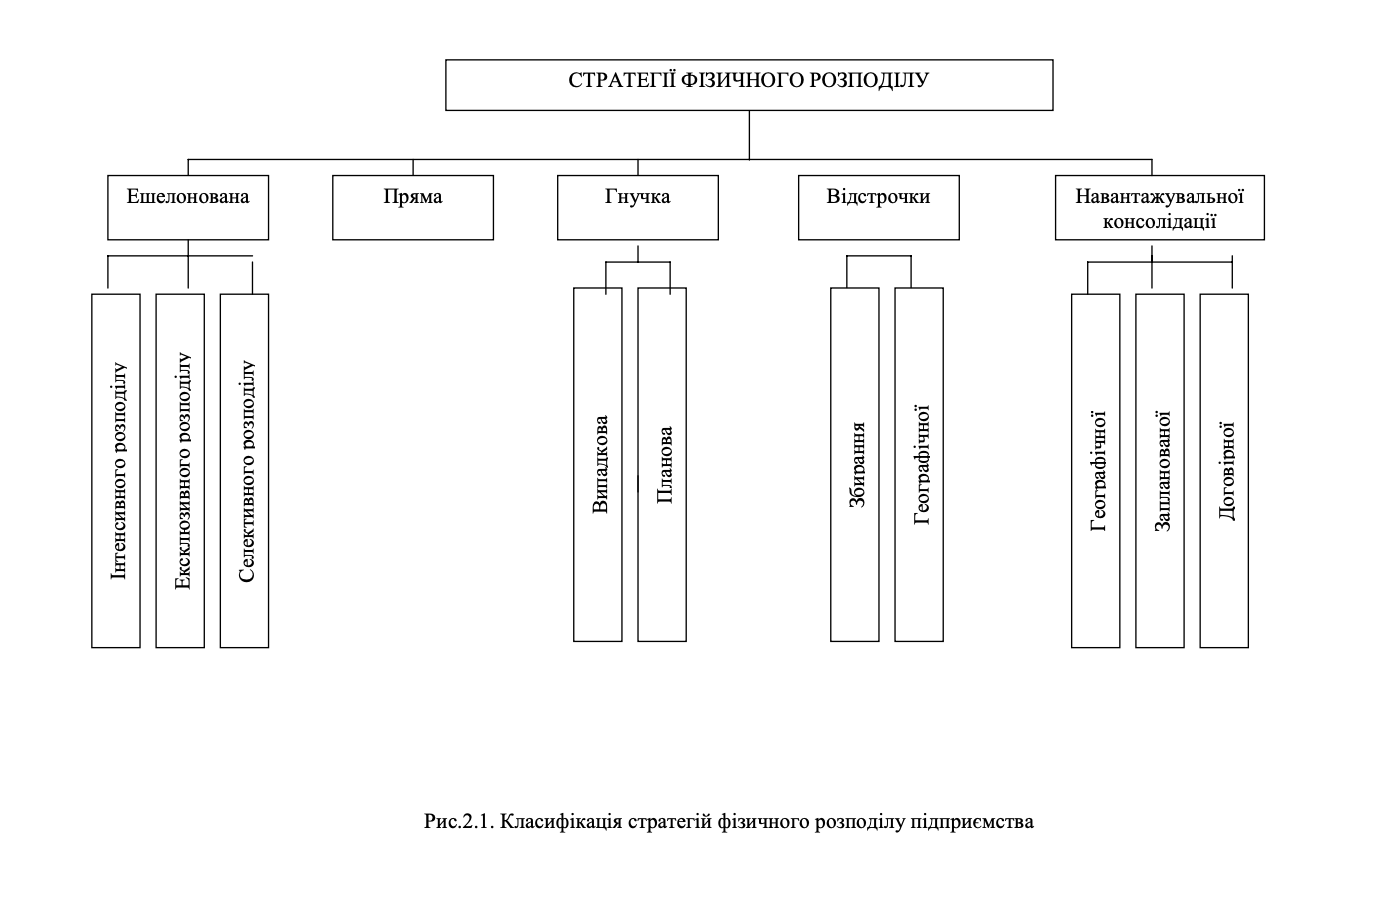 СТРАТЕГІЇ ФІЗИЧНОГО РОЗПОДІЛУ
Ешелонована
Пряма
Гнучка
Відстрочки
Навантажувальної
консолідації
Інтенсивного розподілу
Ексклюзивного розподілу
Селективного розподілу
Випадкова
Планова
Збирання
Географічної
Географічної
Запланованої
Договірної
Рис.2.1. Класифікація стратегій фізичного розподілу підприємства